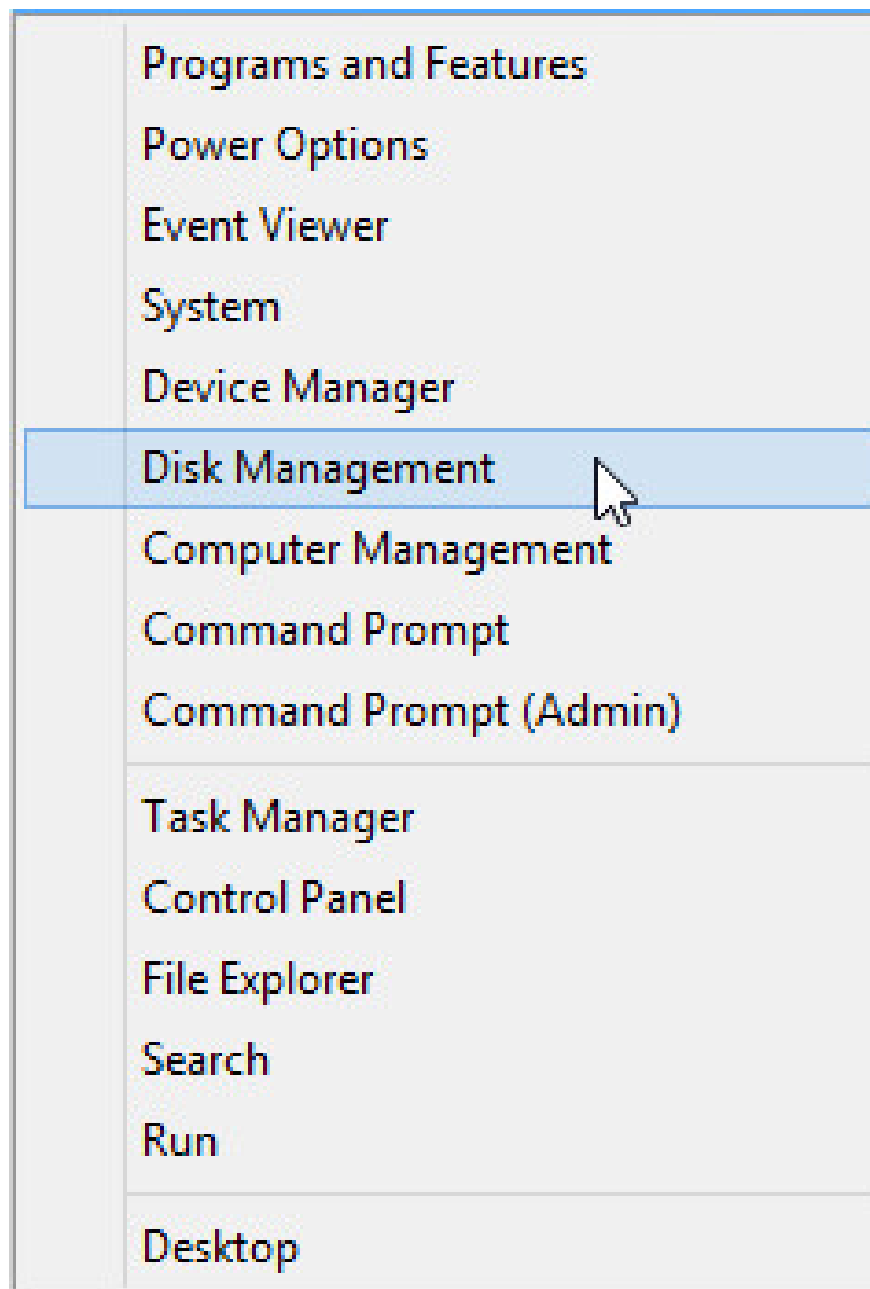 Programs and Features
Power Options
Event Viewer
System
Device Manager
Disk Management
Computer Management
Command Prompt
Command Prompt (Admin)
Task Manager
Control Panel
File Explorer
Search
Run
Desktop